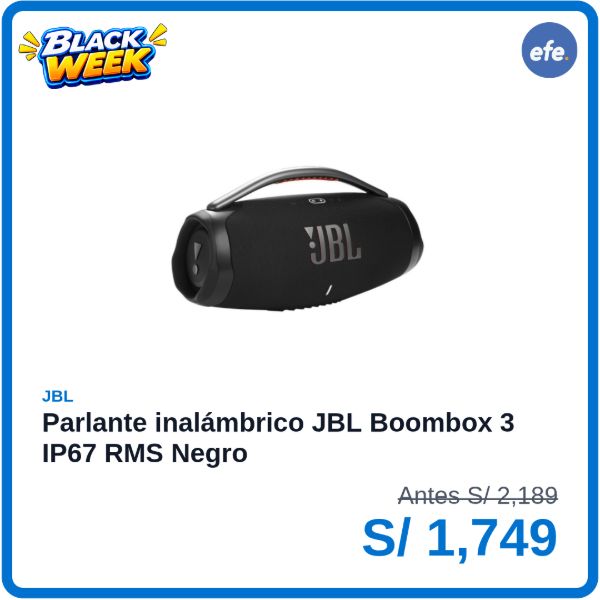 BLACK
WEEK
efe.
JBL
JBL
Parlante inalámbrico JBL Boombox 3
IP67 RMS Negro
Antes S/ 2,189
S/ 1,749